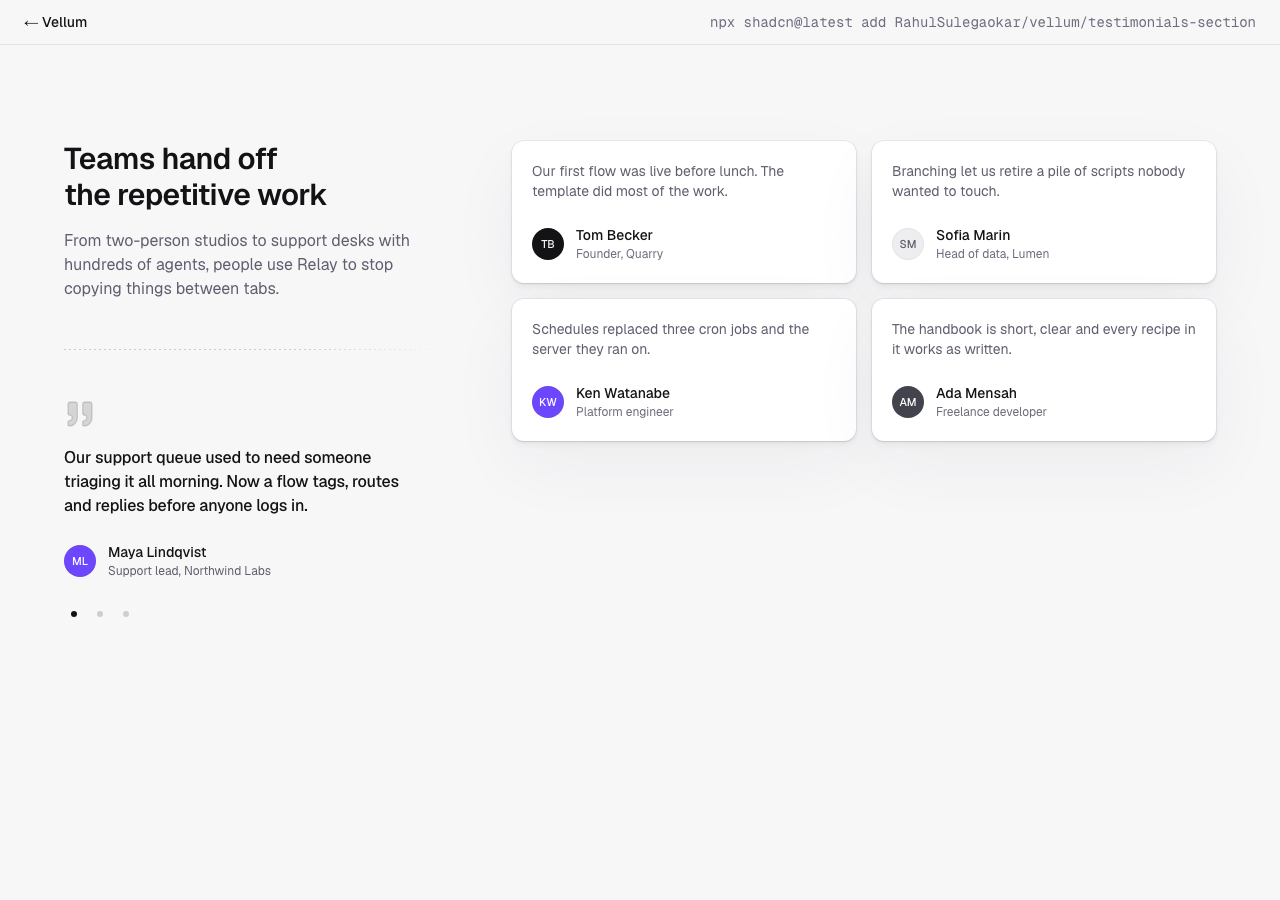 ← Vellum
npx shadcn@latest add RahulSulegaokar/vellum/testimonials-section
Teams hand off
the repetitive work
From two-person studios to support desks with
hundreds of agents, people use Relay to stop
copying things between tabs.
Our support queue used to need someone
triaging it all morning. Now a flow tags, routes
and replies before anyone logs in.
ML
Maya Lindqvist
Support lead, Northwind Labs
Our first flow was live before lunch. The
template did most of the work.
TB
Tom Becker
Founder, Quarry
Branching let us retire a pile of scripts nobody
wanted to touch.
SM
Sofia Marin
Head of data, Lumen
Schedules replaced three cron jobs and the
server they ran on.
KW
Ken Watanabe
Platform engineer
The handbook is short, clear and every recipe in
it works as written.
AM
Ada Mensah
Freelance developer